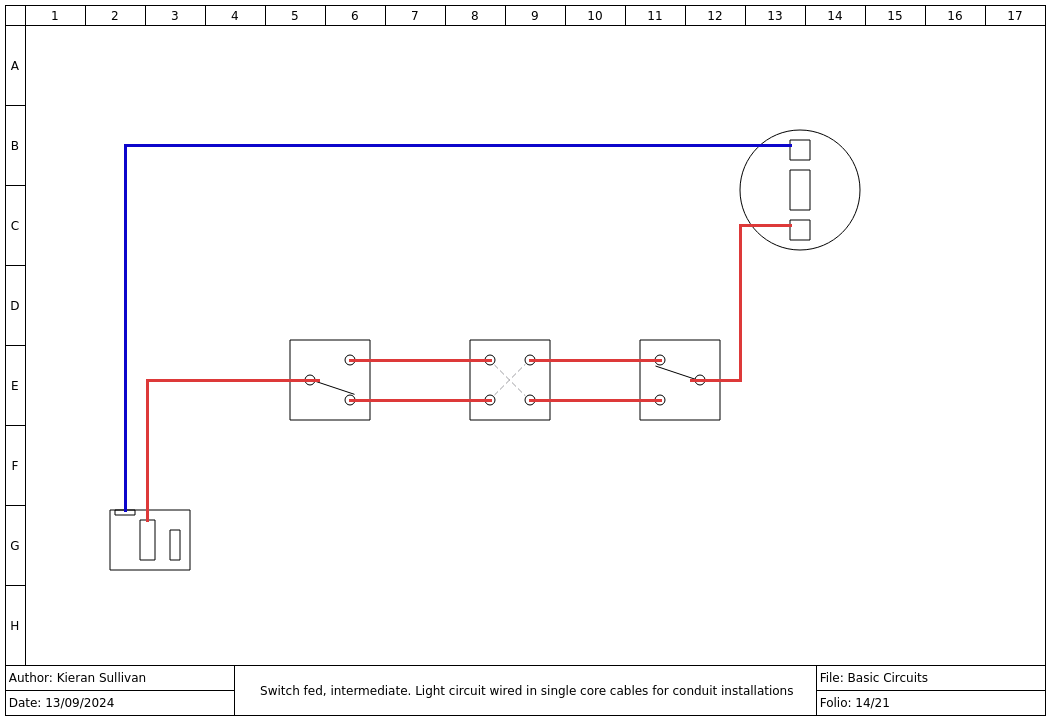 1 2 3 4 5 6 7 8 9 10 11 12 13 14 15 16 17
A
B
C
D
E
F
G
H
Author: Kieran Sullivan
Date: 13/09/2024
Switch fed, intermediate. Light circuit wired in single core cables for conduit installations
File: Basic Circuits
Folio: 14/21